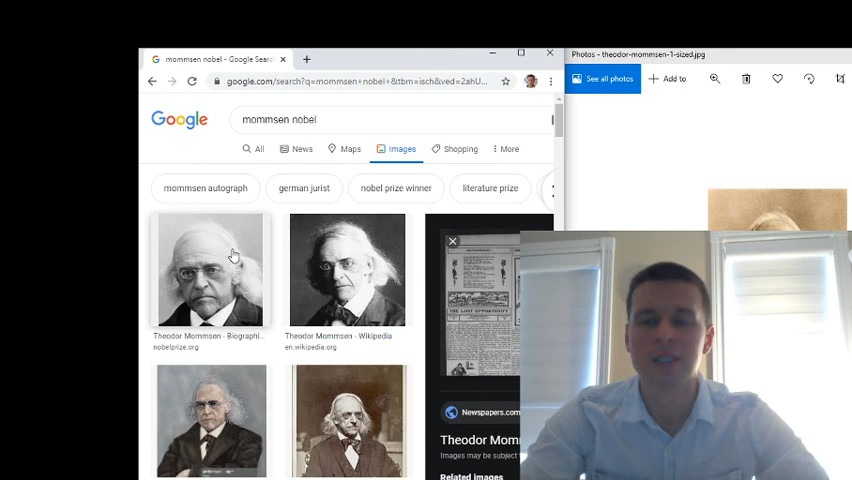 mommsen nobel - Google Searc
Photos - theodor-mommsen-1-sized.jpg
google.com/search?q=mommsen+nobel+&tbm=isch&ved=2ahU...
See all photos
Add to
Google
mommsen nobel
All
News
Maps
Images
Shopping
More
mommsen autograph
german jurist
nobel prize winner
literature prize
THE LOST OPPORTUNITY
Theodor Mommsen - Biographi...
nobelprize.org
Theodor Mommsen - Wikipedia
en.wikipedia.org
Newspapers.com
Theodor Momm
Images may be subject
Related images